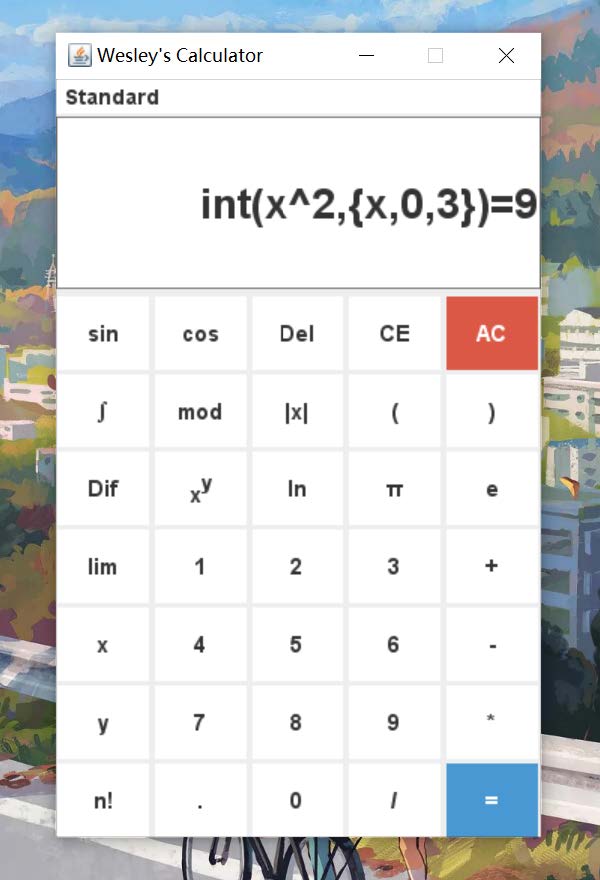 Wesley's Calculator
Standard
int(x^2,{x,0,3})=9
sin cos Del CE AC
∫ mod |x| ( )
Dif x^y ln π e
lim 1 2 3 +
x 4 5 6 -
y 7 8 9 *
n! . 0 / =